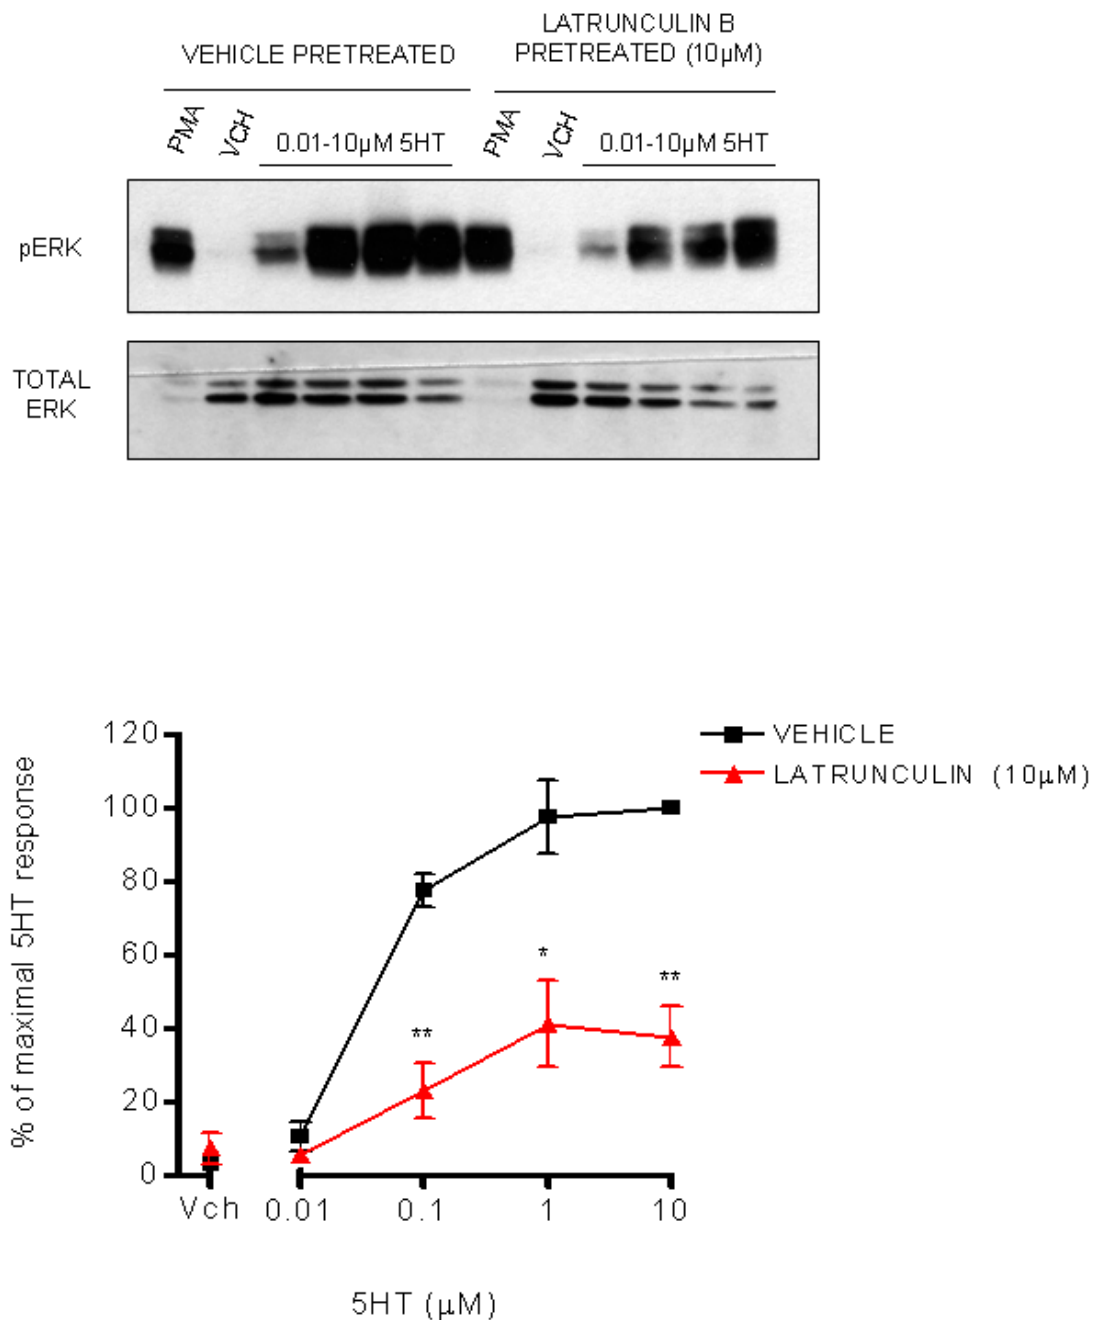 VEHICLE PRETREATED
LATRUNCULIN B
PRETREATED (10µM)
PMA
VCH
0.01-10µM 5HT
PMA
VCH
0.01-10µM 5HT
pERK
TOTAL
ERK
VEHICLE
LATRUNCULIN (10µM)
% of maximal 5HT response
120
100
80
60
40
20
0
*
**
**
Vch 0.01 0.1 1 10
5HT (µM)